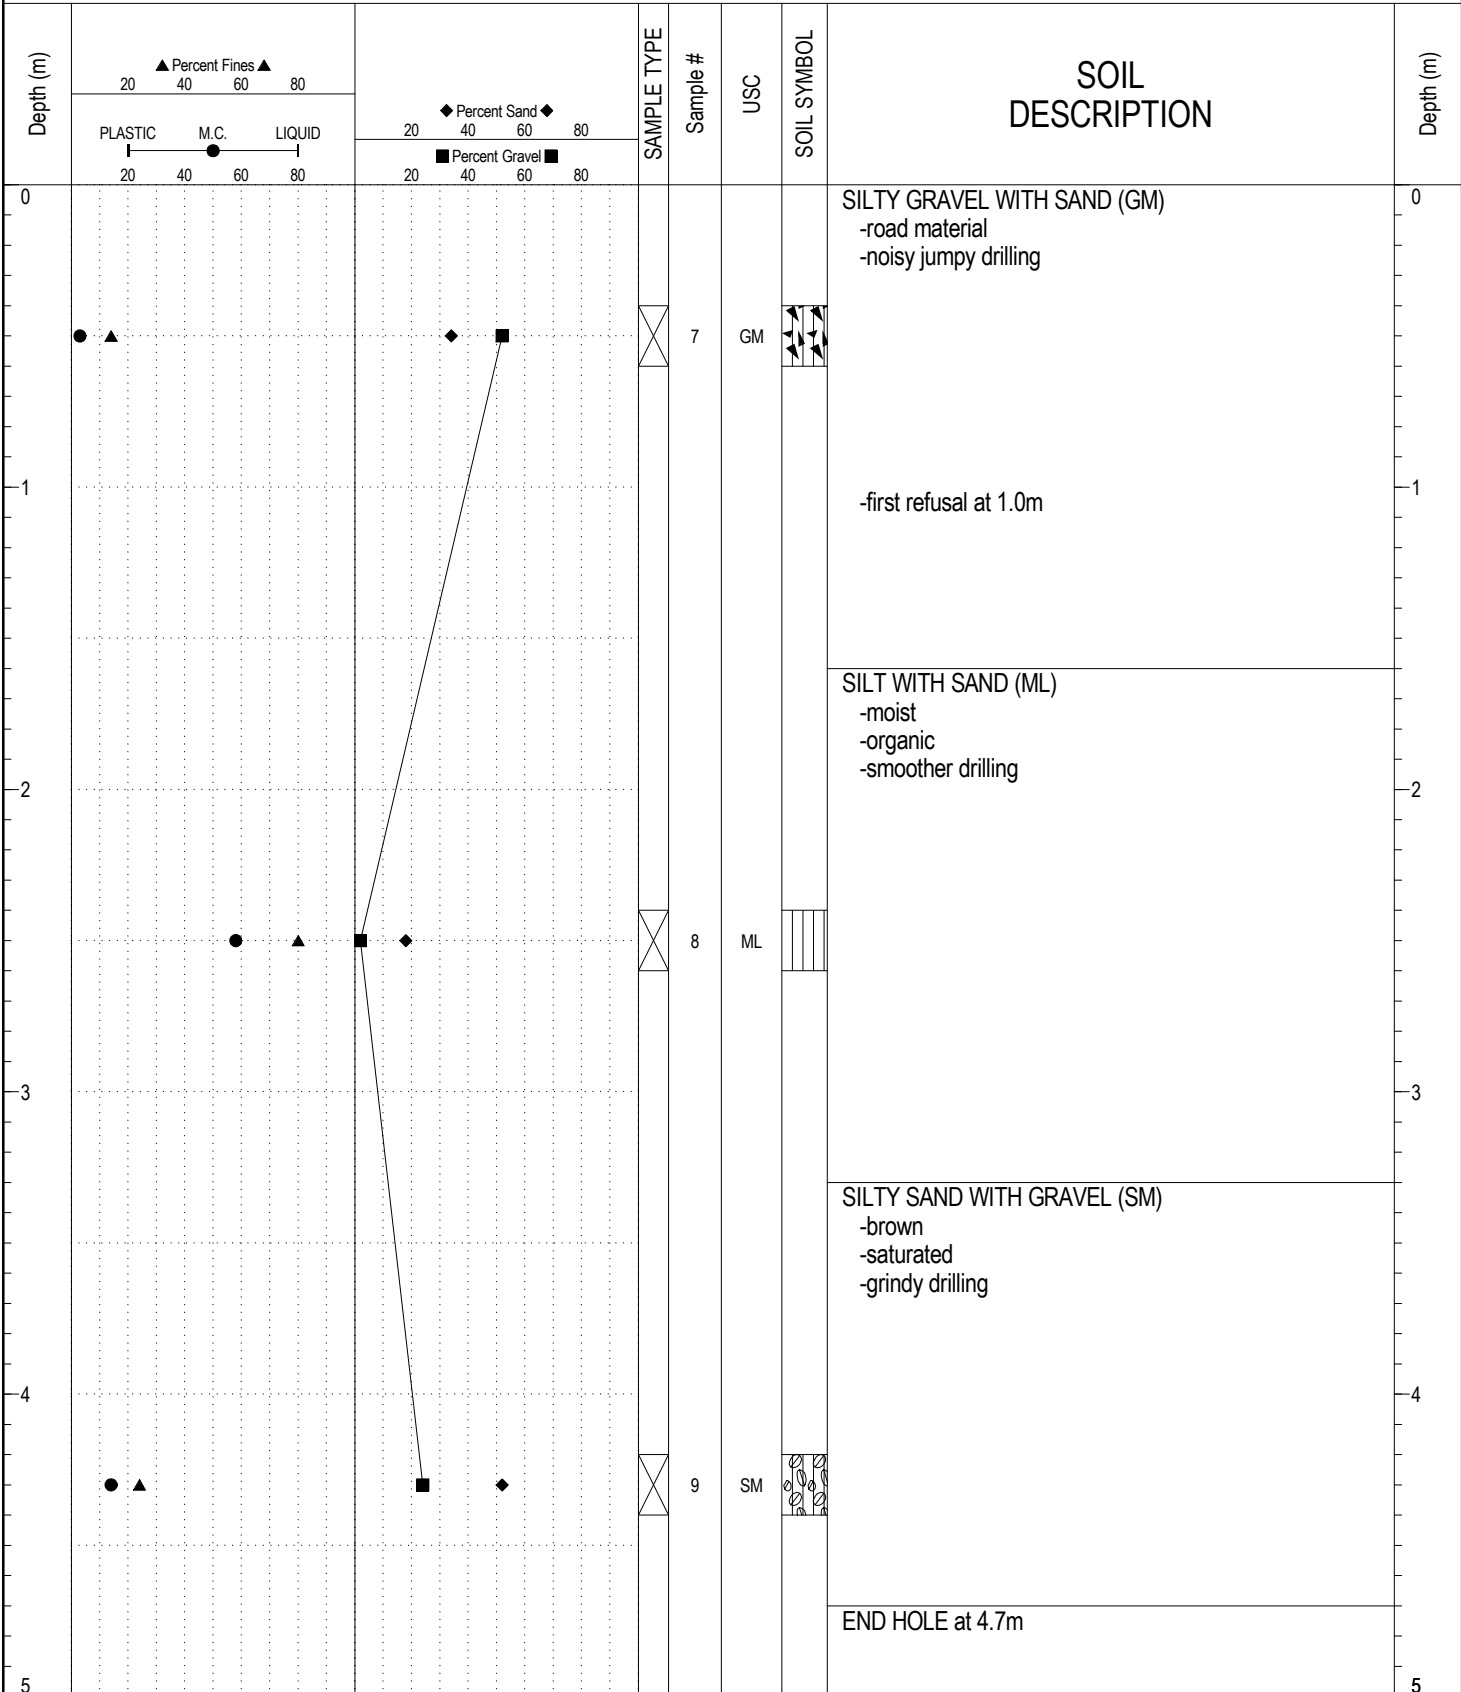 Depth (m)
Percent Fines
20 40 60 80
PLASTIC M.C. LIQUID
20 40 60 80
Percent Sand
20 40 60 80
Percent Gravel
20 40 60 80
SAMPLE TYPE
Sample #
USC
SOIL SYMBOL
SOIL
DESCRIPTION
Depth (m)
0 SILTY GRAVEL WITH SAND (GM) 0
-road material
-noisy jumpy drilling
7 GM
1 1
-first refusal at 1.0m
SILT WITH SAND (ML)
-moist
-organic
-smoother drilling
2 2
8 ML
3 3
SILTY SAND WITH GRAVEL (SM)
-brown
-saturated
-grindy drilling
4 4
9 SM
END HOLE at 4.7m
5 5